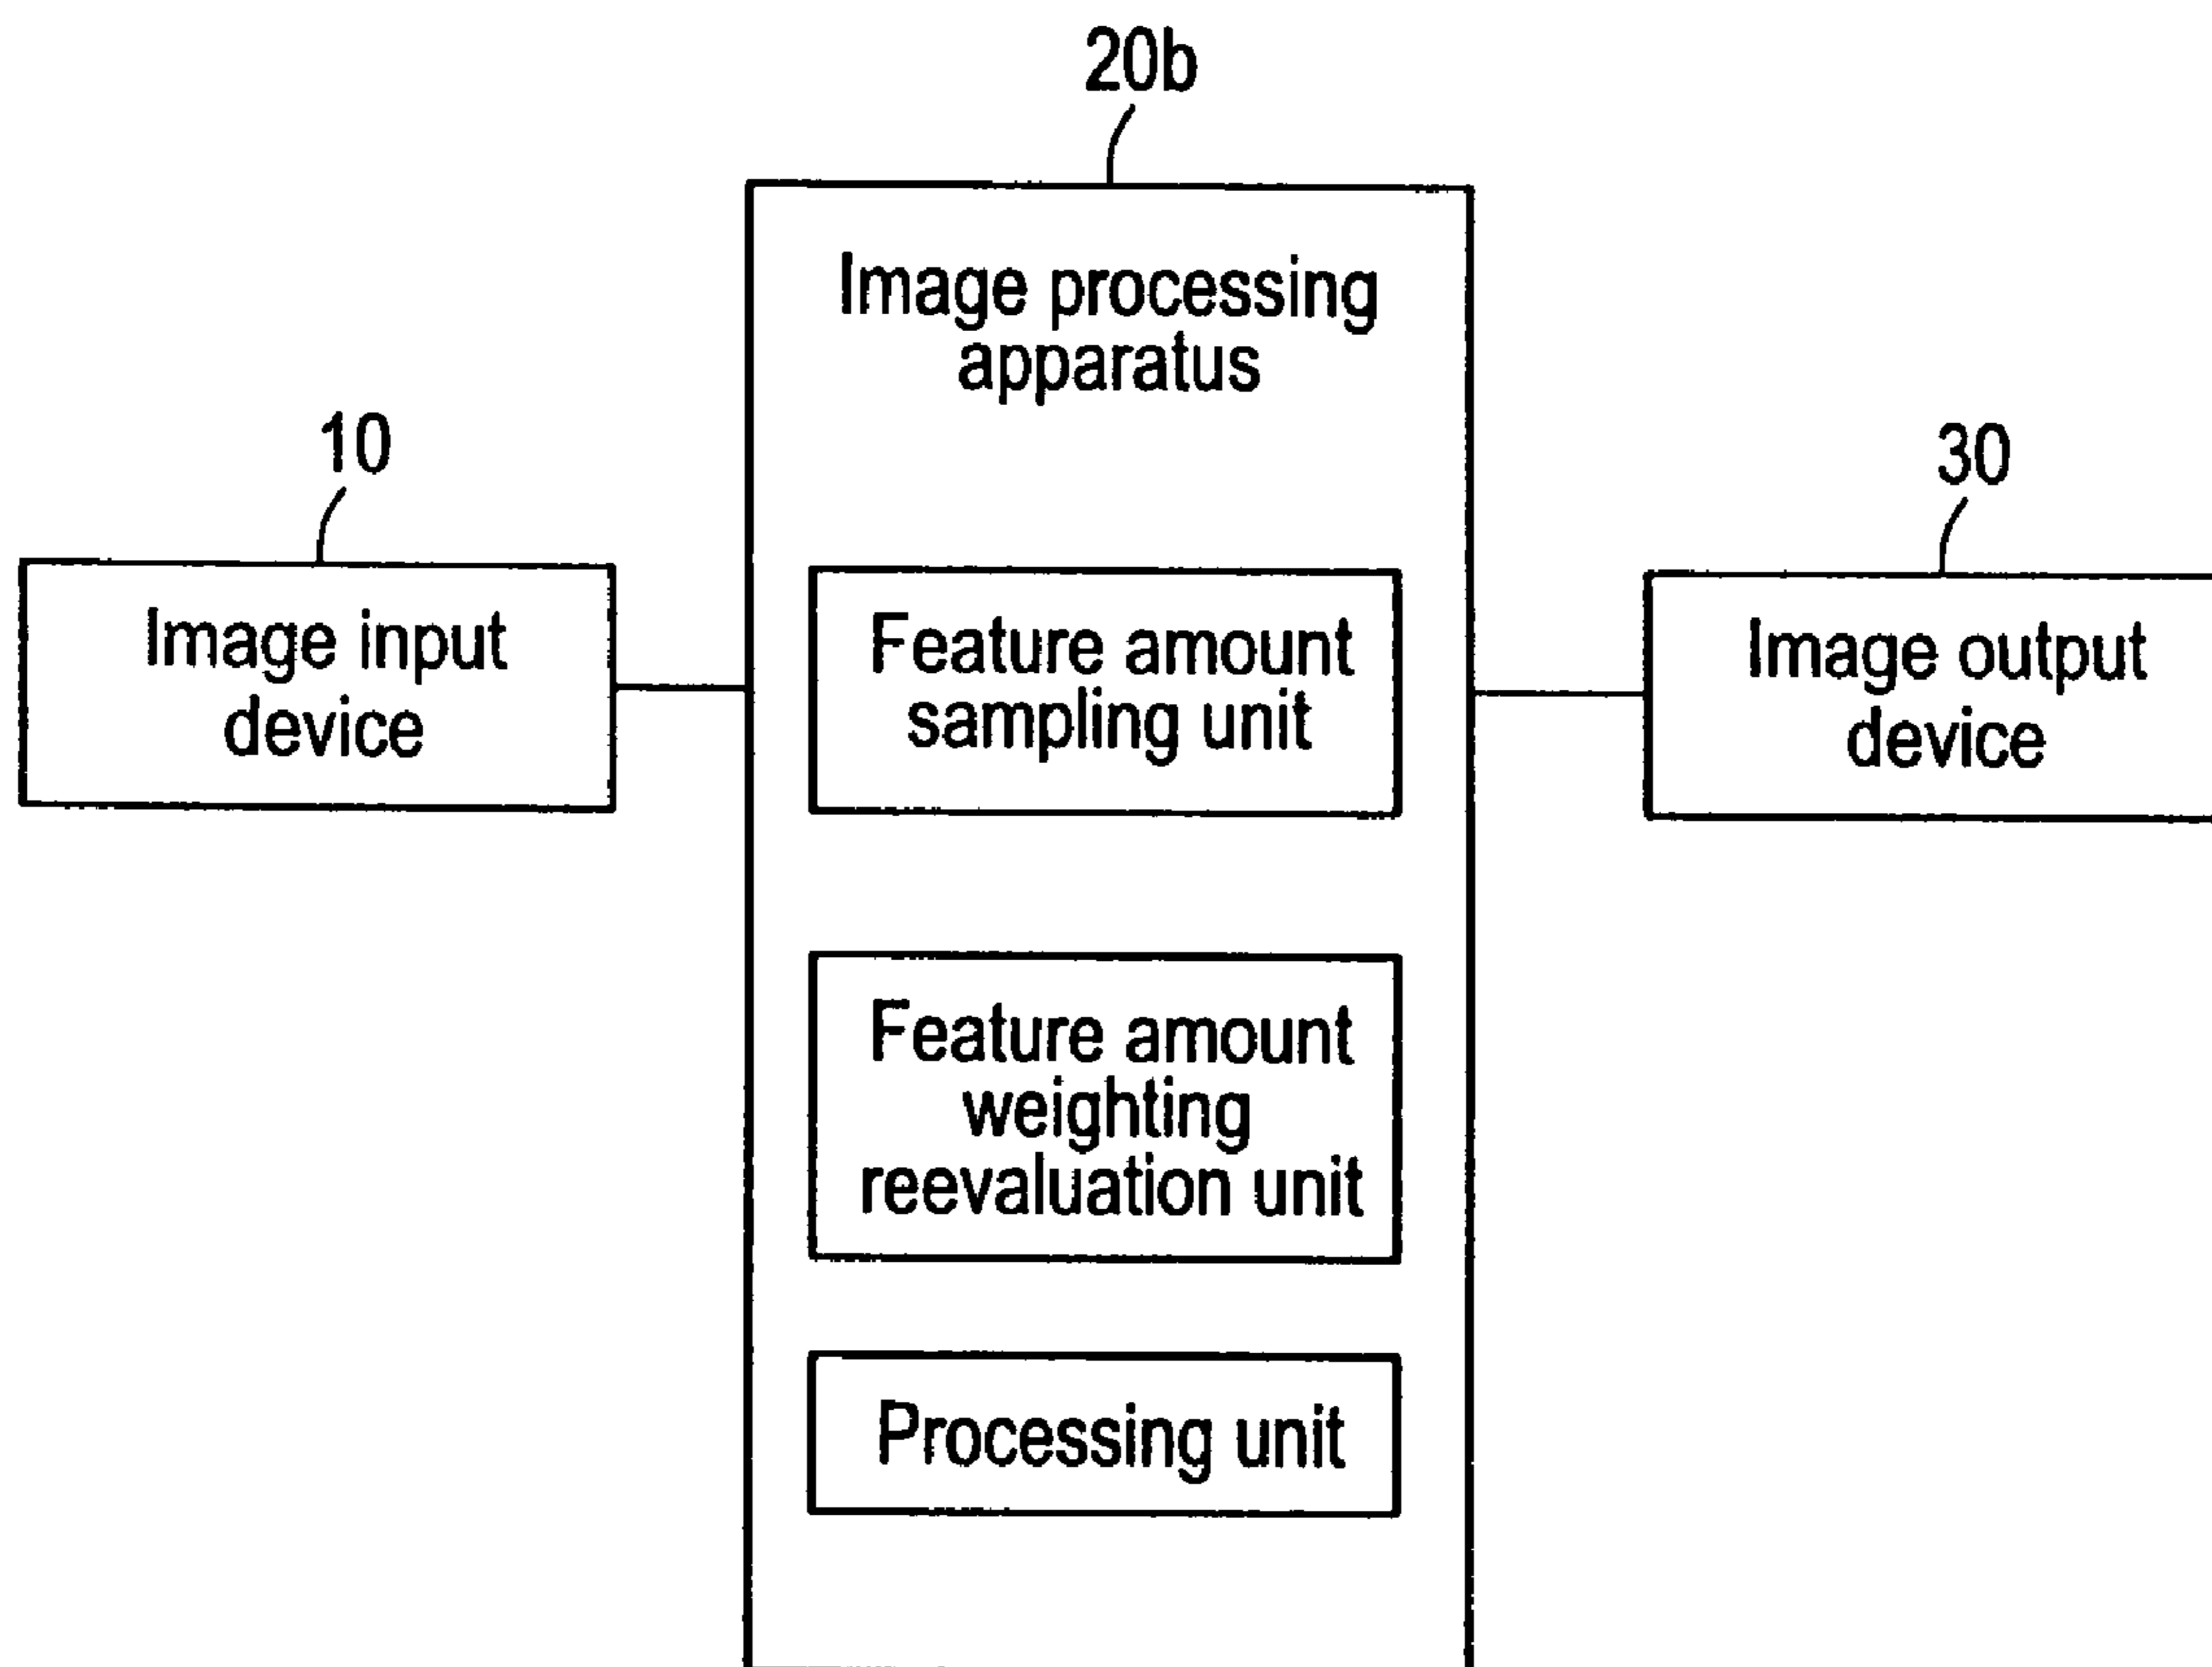 20b
Image processing
apparatus
10
Image input
device
Feature amount
sampling unit
Feature amount
weighting
reevaluation unit
Processing unit
30
Image output
device